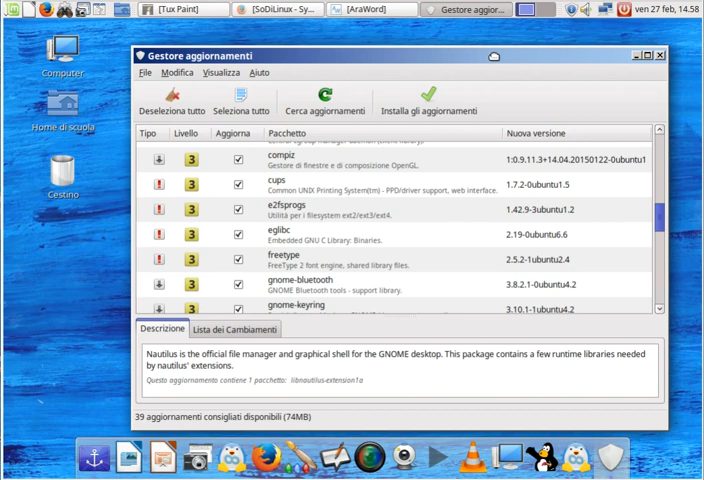 [Tux Paint]
[SoDiLinux - Sy...
[AraWord]
Gestore aggior...
ven 27 feb, 14.58
Computer
Home di scuola
Cestino
Gestore aggiornamenti
File Modifica Visualizza Aiuto
Deseleziona tutto Seleziona tutto Cerca aggiornamenti Installa gli aggiornamenti
Tipo Livello Aggiorna Pacchetto Nuova versione
3 compiz 1:0.9.11.3+14.04.20150122-0ubuntu1
Gestore di finestre e di composizione OpenGL.
3 cups 1.7.2-0ubuntu1.5
Common UNIX Printing System(tm) - PPD/driver support, web interface.
3 e2fsprogs 1.42.9-3ubuntu1.2
Utilità per i filesystem ext2/ext3/ext4.
3 eglibc 2.19-0ubuntu6.6
Embedded GNU C Library: Binaries.
3 freetype 2.5.2-1ubuntu2.4
FreeType 2 font engine, shared library files.
3 gnome-bluetooth 3.8.2.1-0ubuntu4.2
GNOME Bluetooth tools - support library.
3 gnome-keyring 3.10.1-1ubuntu4.2
Descrizione Lista dei Cambiamenti
Nautilus is the official file manager and graphical shell for the GNOME desktop. This package contains a few runtime libraries needed
by nautilus' extensions.
Questo aggiornamento contiene 1 pacchetto: libnautilus-extension1a
39 aggiornamenti consigliati disponibili (74MB)